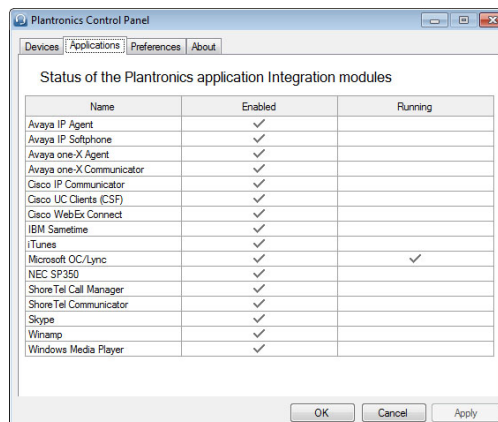 Plantronics Control Panel
Devices Applications Preferences About
Status of the Plantronics application Integration modules
Name Enabled Running
Avaya IP Agent
Avaya IP Softphone
Avaya one-X Agent
Avaya one-X Communicator
Cisco IP Communicator
Cisco UC Clients (CSF)
Cisco WebEx Connect
IBM Sametime
iTunes
Microsoft OC/Lync
NEC SP350
ShoreTel Call Manager
ShoreTel Communicator
Skype
Winamp
Windows Media Player
OK Cancel Apply